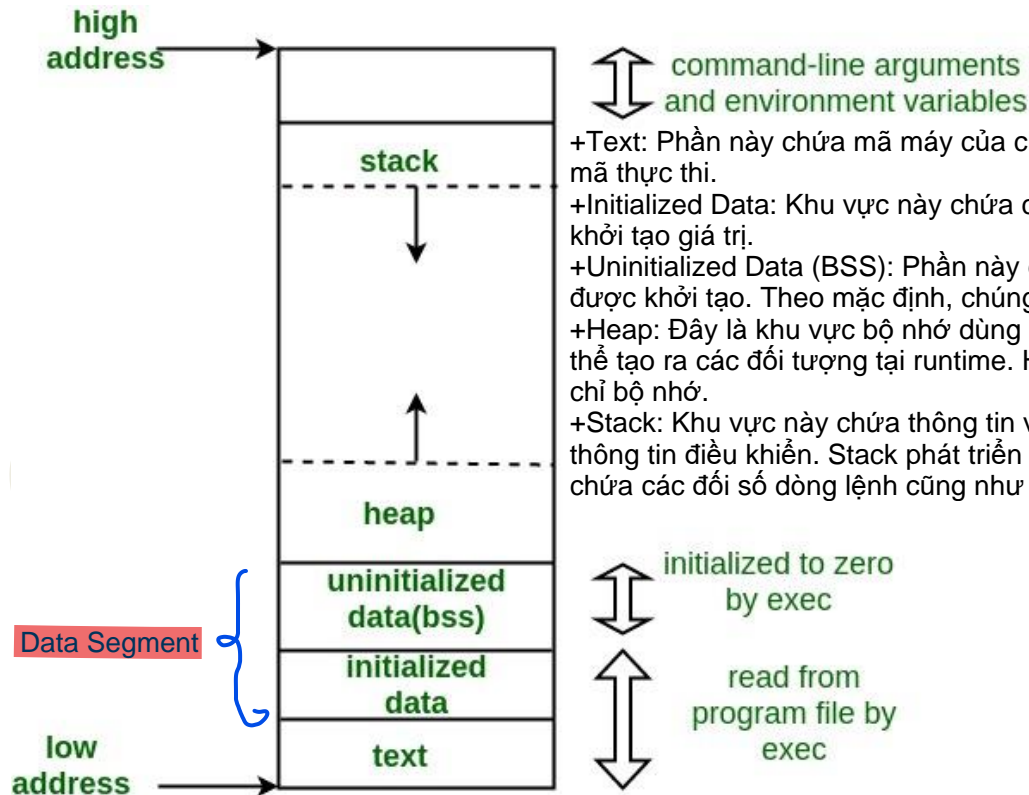 high
address
command-line arguments
and environment variables
stack
+Text: Phần này chứa mã máy của c
mã thực thi.
+Initialized Data: Khu vực này chứa c
khởi tạo giá trị.
+Uninitialized Data (BSS): Phần này
được khởi tạo. Theo mặc định, chúng
+Heap: Đây là khu vực bộ nhớ dùng
thể tạo ra các đối tượng tại runtime. H
chỉ bộ nhớ.
+Stack: Khu vực này chứa thông tin v
thông tin điều khiển. Stack phát triển
chứa các đối số dòng lệnh cũng như
heap
uninitialized
data(bss)
initialized to zero
by exec
Data Segment
initialized
data
read from
program file by
exec
text
low
address